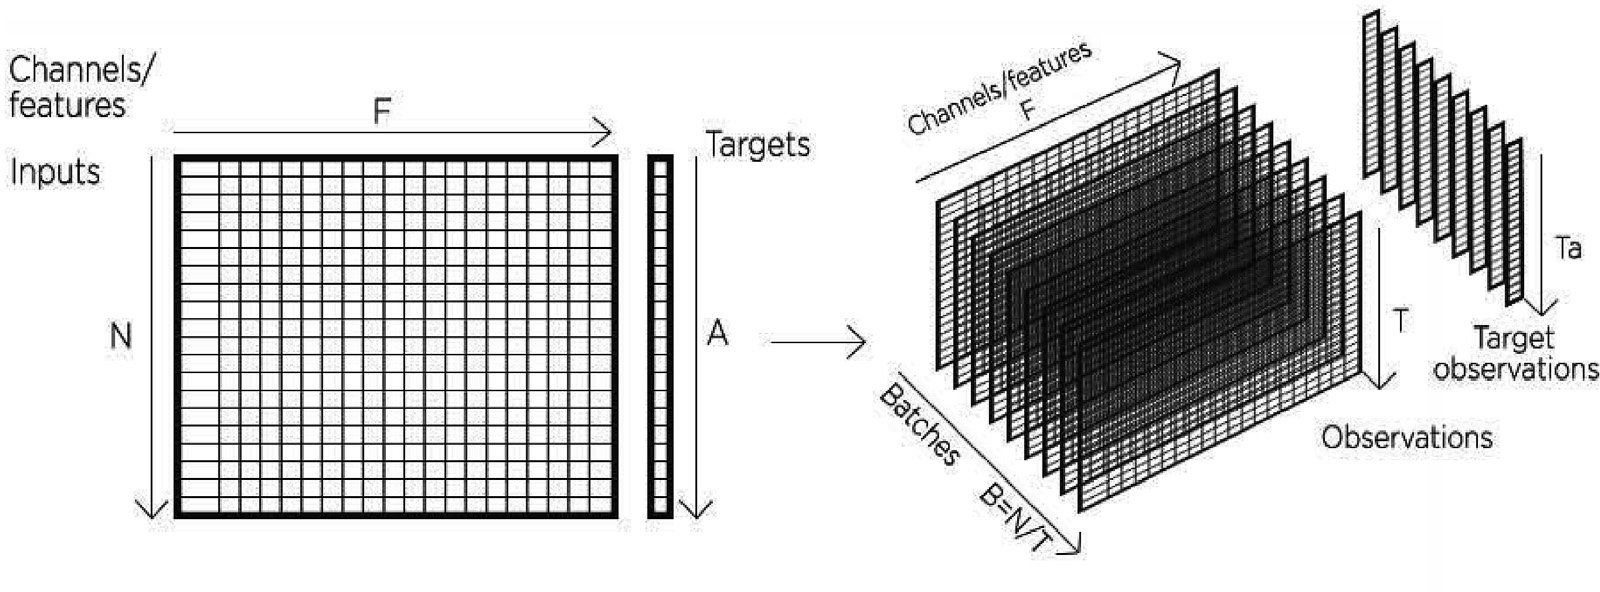 Channels/
features
F
Inputs
Targets
N
A
Channels/features
F
Batches
B=N/T
T
Observations
Ta
Target
observations